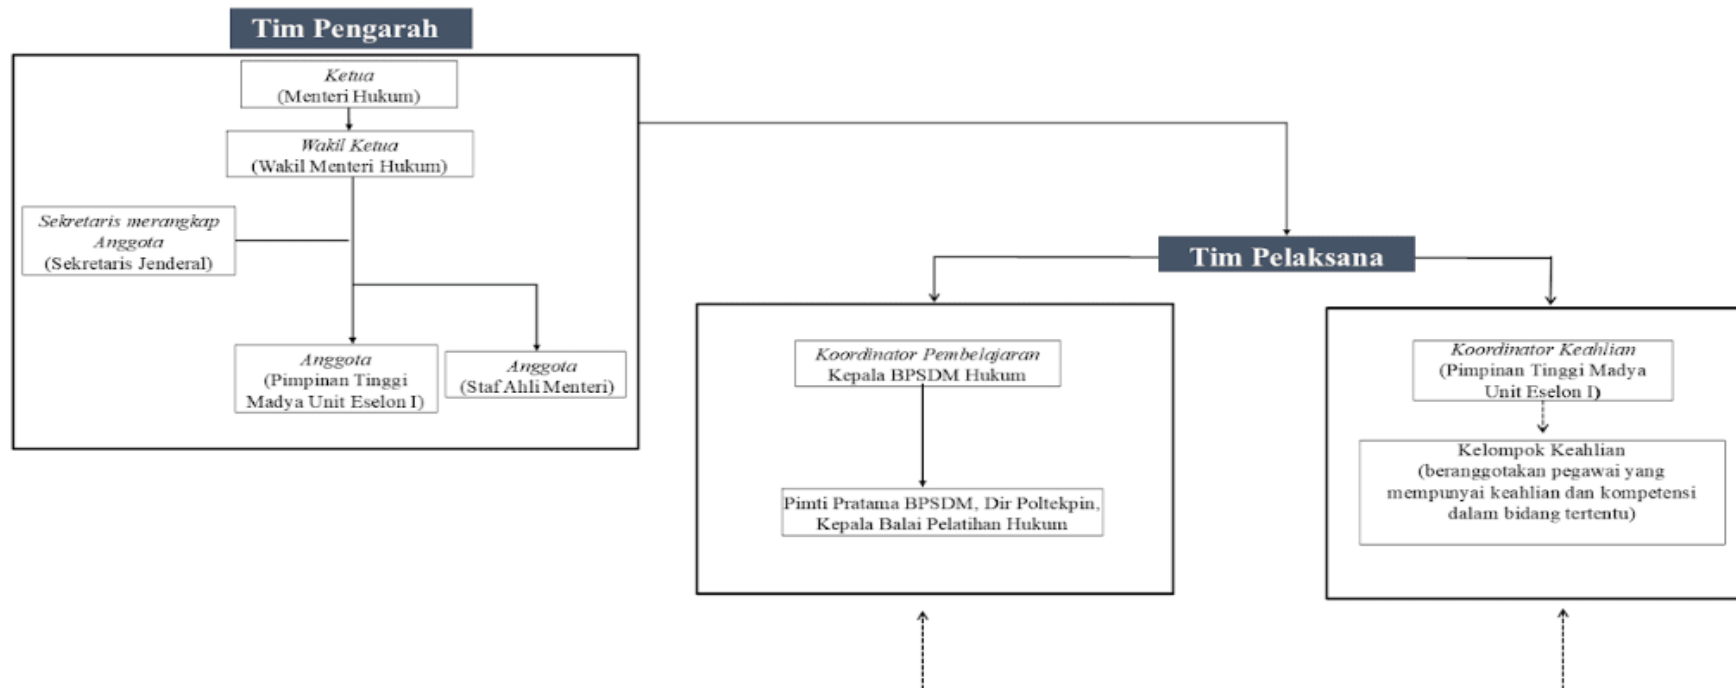 Tim Pengarah
Ketua
(Menteri Hukum)
Wakil Ketua
(Wakil Menteri Hukum)
Sekretaris merangkap
Anggota
(Sekretaris Jenderal)
Anggota
(Pimpinan Tinggi
Madya Unit Eselon I)
Anggota
(Staf Ahli Menteri)
Tim Pelaksana
Koordinator Pembelajaran
Kepala BPSDM Hukum
Pimti Pratama BPSDM, Dir Poltekpin,
Kepala Balai Pelatihan Hukum
Koordinator Keahlian
(Pimpinan Tinggi Madya
Unit Eselon I)
Kelompok Keahlian
(beranggotakan pegawai yang
mempunyai keahlian dan kompetensi
dalam bidang tertentu)